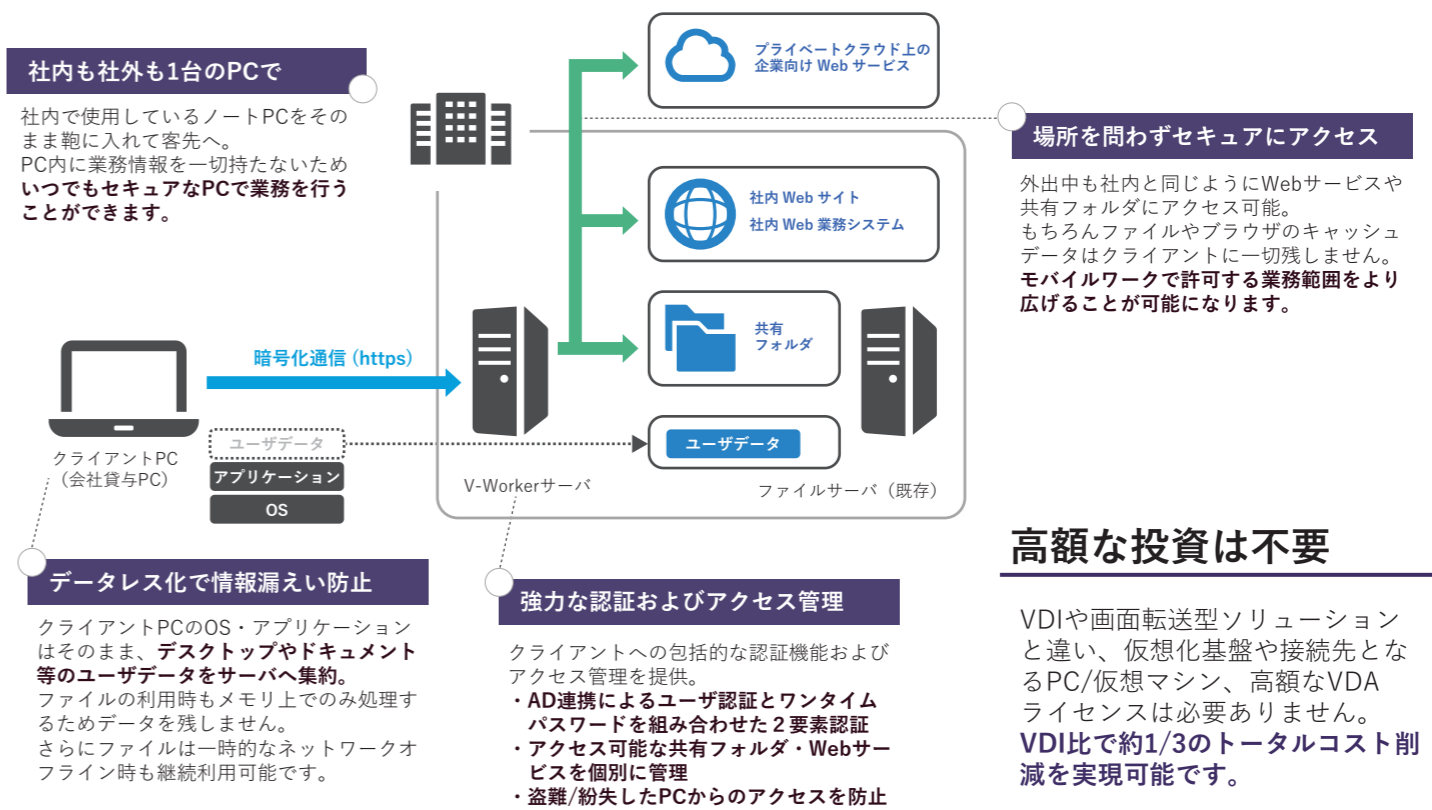 社内も社外も1台のPCで
社内で使用しているノートPCをその
まま鞄に入れて客先へ。
PC内に業務情報を一切持たないため
いつでもセキュアなPCで業務を行う
ことができます。
プライベートクラウド上の
企業向け Web サービス
社内 Web サイト
社内 Web 業務システム
共有
フォルダ
ユーザデータ
ファイルサーバ（既存）
V-Workerサーバ
暗号化通信 (https)
クライアントPC
（会社貸与PC）
ユーザデータ
アプリケーション
OS
場所を問わずセキュアにアクセス
外出中も社内と同じようにWebサービスや
共有フォルダにアクセス可能。
もちろんファイルやブラウザのキャッシュ
データはクライアントに一切残しません。
モバイルワークで許可する業務範囲をより
広げることが可能になります。
データレス化で情報漏えい防止
クライアントPCのOS・アプリケーション
はそのまま、デスクトップやドキュメント
等のユーザデータをサーバへ集約。
ファイルの利用時もメモリ上でのみ処理す
るためデータを残しません。
さらにファイルは一時的なネットワークオ
フライン時も継続利用可能です。
強力な認証およびアクセス管理
クライアントへの包括的な認証機能および
アクセス管理を提供。
・AD連携によるユーザ認証とワンタイム
パスワードを組み合わせた２要素認証
・アクセス可能な共有フォルダ・Webサー
ビスを個別に管理
・盗難/紛失したPCからのアクセスを防止
高額な投資は不要
VDIや画面転送型ソリューション
と違い、仮想化基盤や接続先とな
るPC/仮想マシン、高額なVDA
ライセンスは必要ありません。
VDI比で約1/3のトータルコスト削
減を実現可能です。